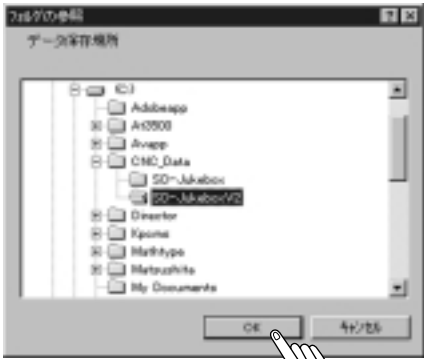 フォルダの参照
データ保存場所
(C:)
Adobeapp
At3900
Avapp
CNC_Data
SD-Jukebox
SD-JukeboxV2
Director
Kpcms
Mathtype
Matsushita
My Documents
OK
キャンセル